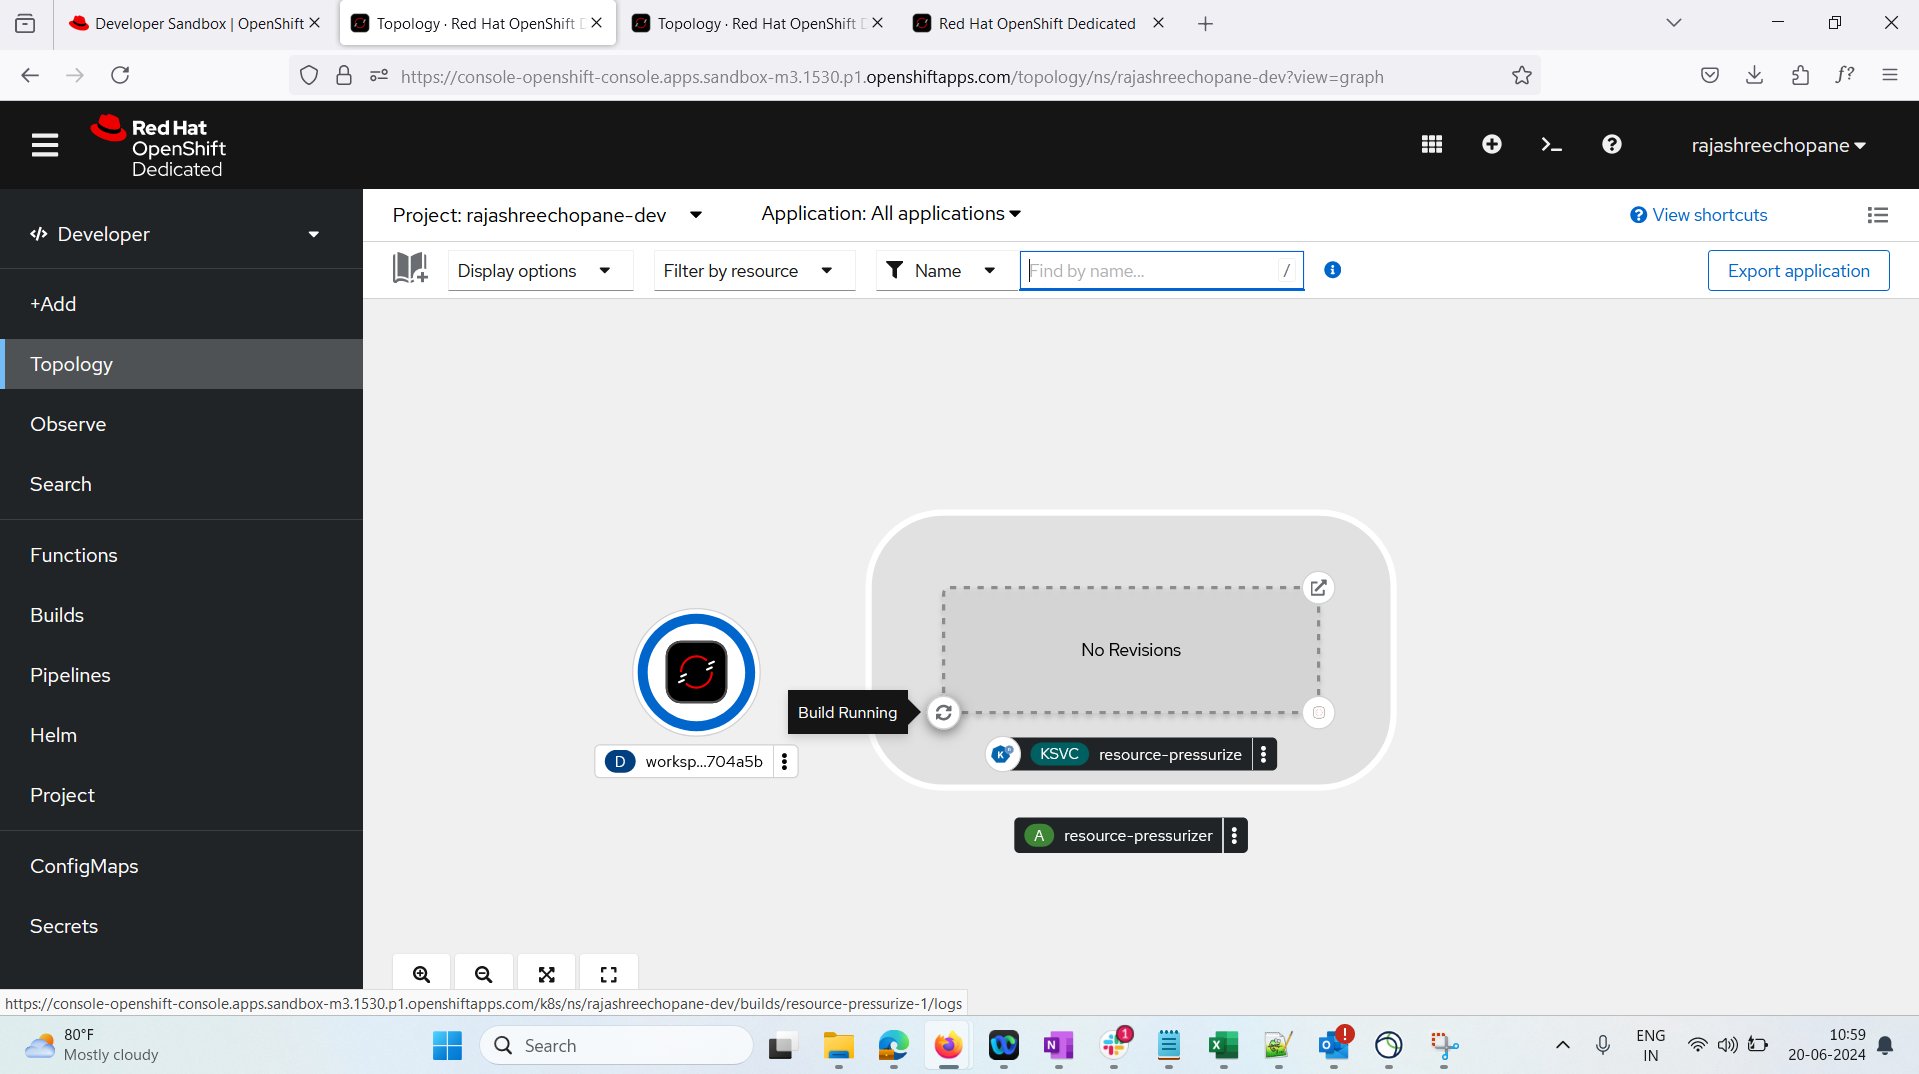 Developer Sandbox | OpenShift
Topology · Red Hat OpenShift D
Topology · Red Hat OpenShift D
Red Hat OpenShift Dedicated
https://console-openshift-console.apps.sandbox-m3.1530.p1.openshiftapps.com/topology/ns/rajashreechopane-dev?view=graph
Red Hat
OpenShift
Dedicated
rajashreechopane
Developer
+Add
Topology
Observe
Search
Functions
Builds
Pipelines
Helm
Project
ConfigMaps
Secrets
Project: rajashreechopane-dev
Application: All applications
View shortcuts
Display options
Filter by resource
Name
Find by name...
/
Export application
No Revisions
Build Running
D worksp...704a5b
KSVC resource-pressurize
A resource-pressurizer
https://console-openshift-console.apps.sandbox-m3.1530.p1.openshiftapps.com/k8s/ns/rajashreechopane-dev/builds/resource-pressurize-1/logs
80°F
Mostly cloudy
Search
1
ENG
IN
10:59
20-06-2024